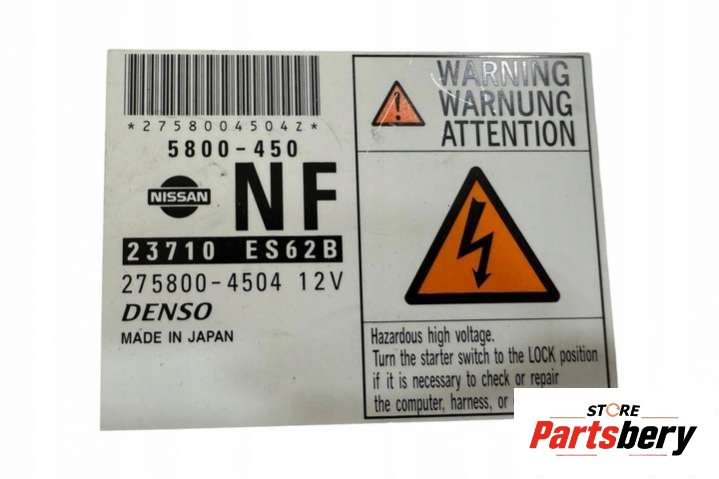 *2758004504Z*
5800-450
NISSAN
NF
23710 ES62B
275800-4504 12V
DENSO
MADE IN JAPAN
WARNING
WARNUNG
ATTENTION
Hazardous high voltage.
Turn the starter switch to the LOCK position
if it is necessary to check or repair
the computer, harness, or
STORE
Partsbery